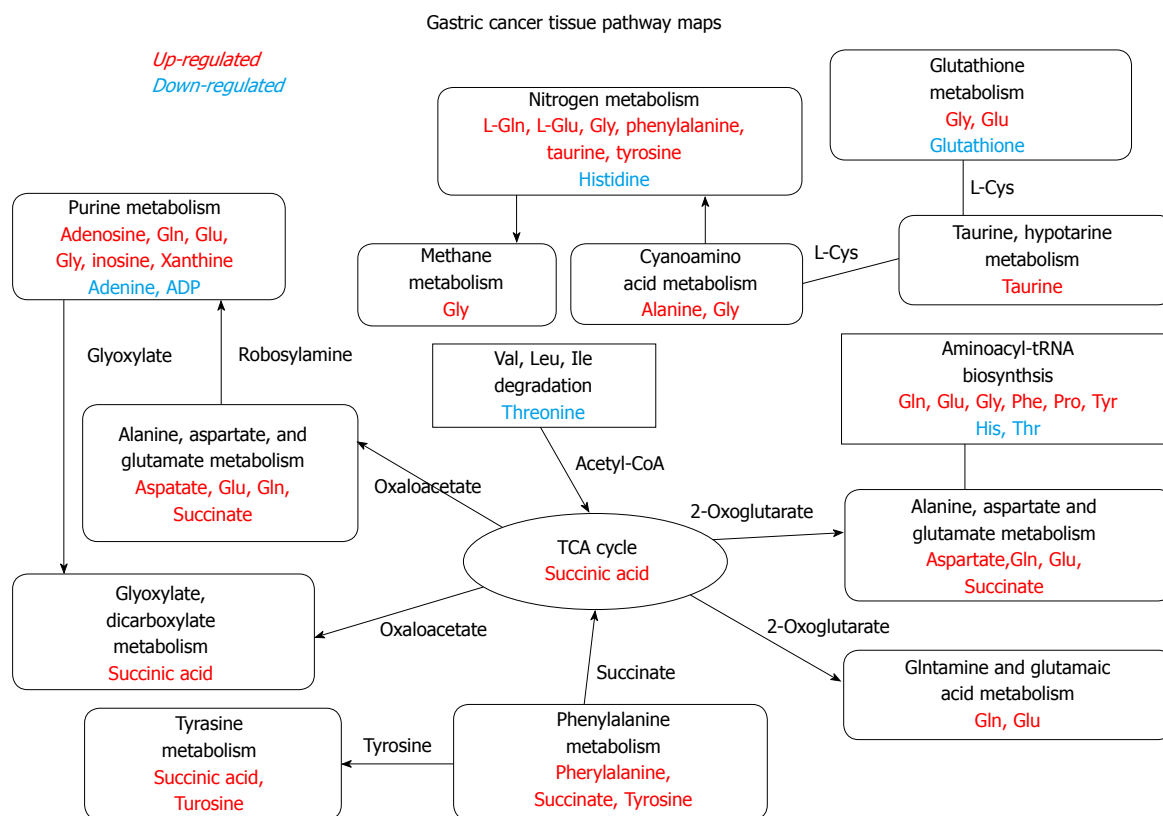 Gastric cancer tissue pathway maps
Up-regulated
Down-regulated
Nitrogen metabolism
L-Gln, L-Glu, Gly, phenylalanine,
taurine, tyrosine
Histidine
Glutathione
metabolism
Gly, Glu
Glutathione
L-Cys
Purine metabolism
Adenosine, Gln, Glu,
Gly, inosine, Xanthine
Adenine, ADP
Methane
metabolism
Gly
Cyanoamino
acid metabolism
Alanine, Gly
L-Cys
Taurine, hypotarine
metabolism
Taurine
Glyoxylate
Robosylamine
Val, Leu, Ile
degradation
Threonine
Aminoacyl-tRNA
biosynthsis
Gln, Glu, Gly, Phe, Pro, Tyr
His, Thr
Alanine, aspartate, and
glutamate metabolism
Aspatate, Glu, Gln,
Succinate
Oxaloacetate
Acetyl-CoA
2-Oxoglutarate
Alanine, aspartate and
glutamate metabolism
Aspartate,Gln, Glu,
Succinate
TCA cycle
Succinic acid
Glyoxylate,
dicarboxylate
metabolism
Succinic acid
Oxaloacetate
2-Oxoglutarate
Succinate
Glntamine and glutamaic
acid metabolism
Gln, Glu
Tyrasine
metabolism
Succinic acid,
Turosine
Tyrosine
Phenylalanine
metabolism
Pherylalanine,
Succinate, Tyrosine